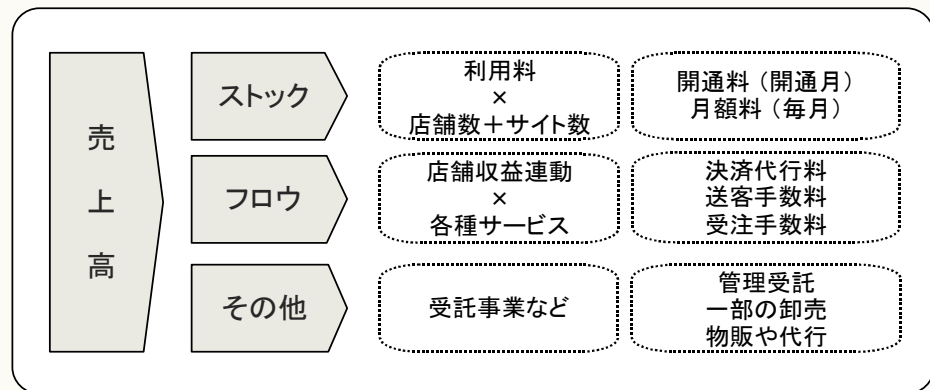 売上高
ストック
利用料
×
店舗数＋サイト数
開通料（開通月）
月額料（毎月）
フロウ
店舗収益連動
×
各種サービス
決済代行料
送客手数料
受注手数料
その他
受託事業など
管理受託
一部の卸売
物販や代行